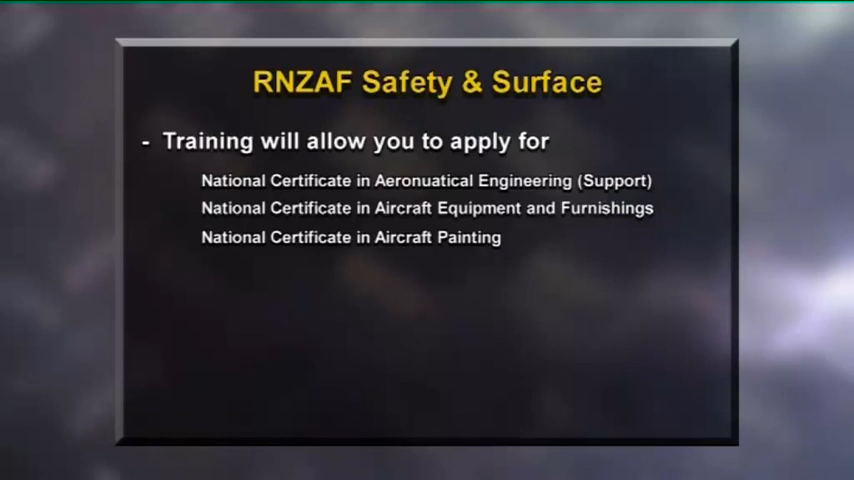 RNZAF Safety & Surface
- Training will allow you to apply for
National Certificate in Aeronuatical Engineering (Support)
National Certificate in Aircraft Equipment and Furnishings
National Certificate in Aircraft Painting